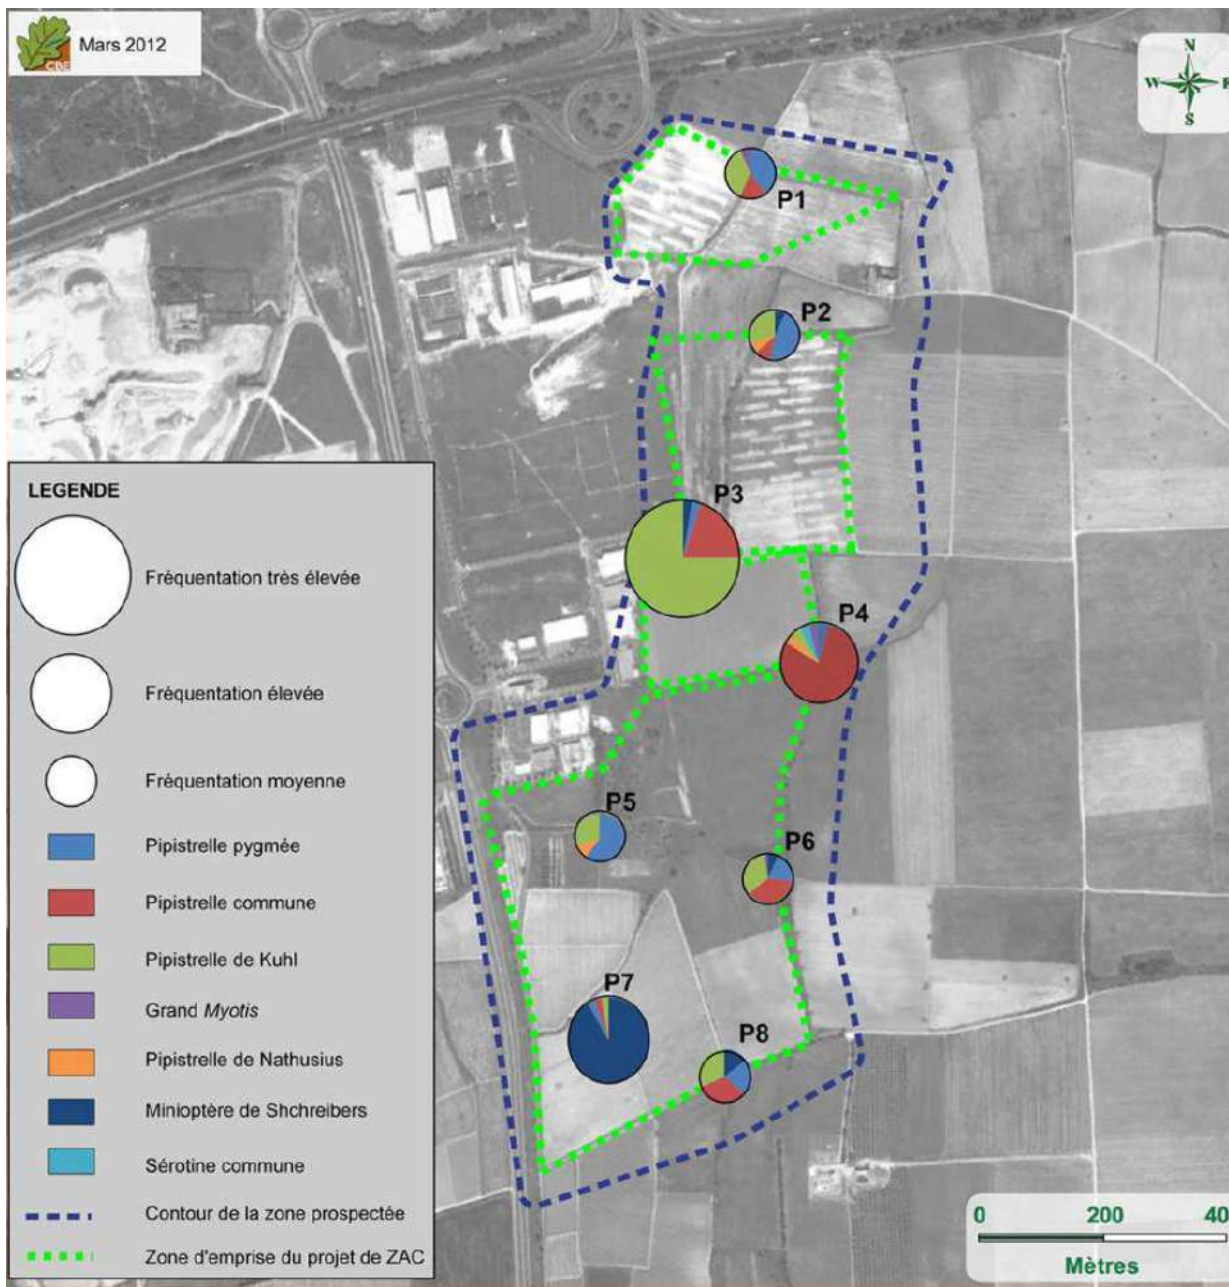 CBE
Mars 2012
N
W E
S
P1
P2
P3
P4
P5
P6
P7
P8
LEGENDE
Fréquentation très élevée
Fréquentation élevée
Fréquentation moyenne
Pipistrelle pygmée
Pipistrelle commune
Pipistrelle de Kuhl
Grand Myotis
Pipistrelle de Nathusius
Minioptère de Shchreibers
Sérotine commune
Contour de la zone prospectée
Zone d'emprise du projet de ZAC
0 200 40
Mètres